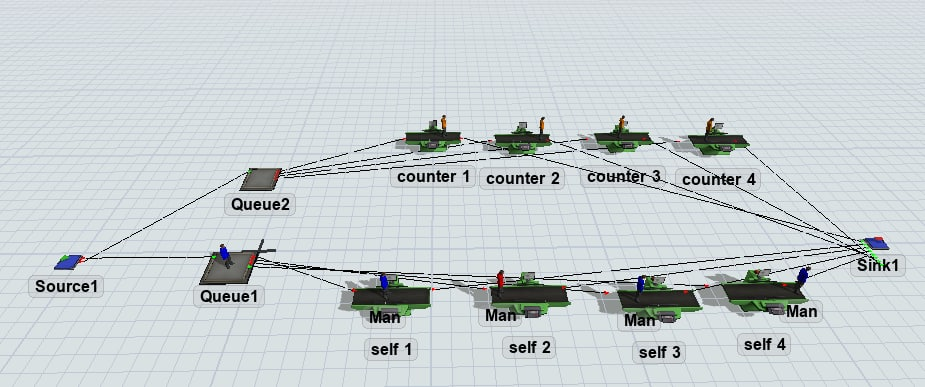 counter 1
counter 2
counter 3
counter 4
Queue2
Source1
Queue1
Sink1
Man
Man
Man
Man
self 1
self 2
self 3
self 4